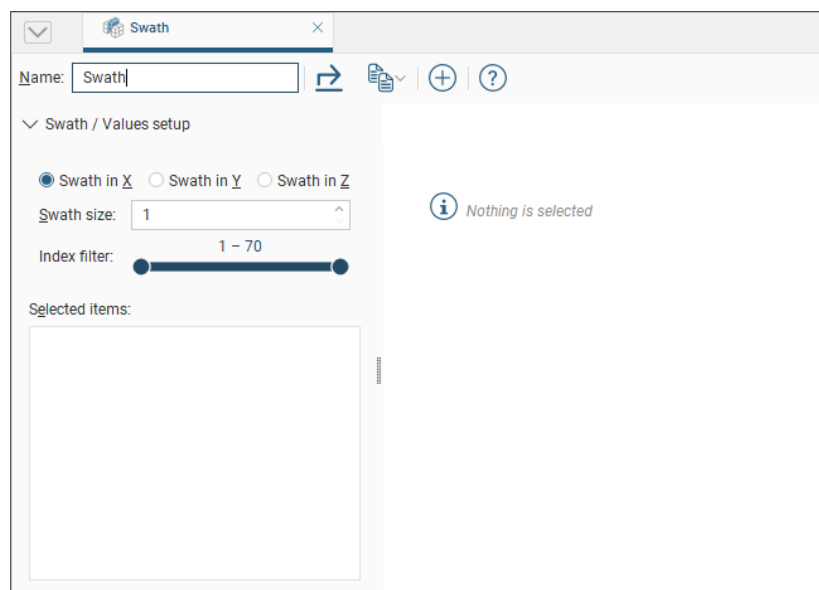 Swath
Name: Swath
Swath / Values setup
Swath in X Swath in Y Swath in Z
Swath size: 1
Index filter: 1 – 70
Selected items:
Nothing is selected